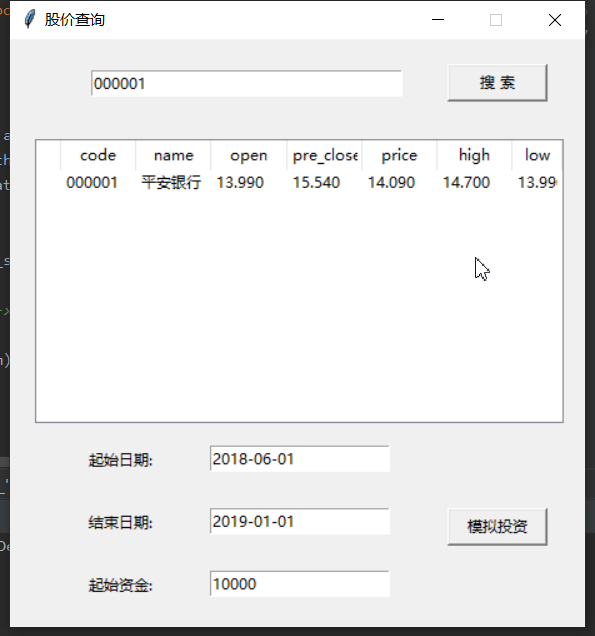 股价查询
000001
搜 索
code name open pre_close price high low
000001 平安银行 13.990 15.540 14.090 14.700 13.99
起始日期: 2018-06-01
结束日期: 2019-01-01
模拟投资
起始资金: 10000